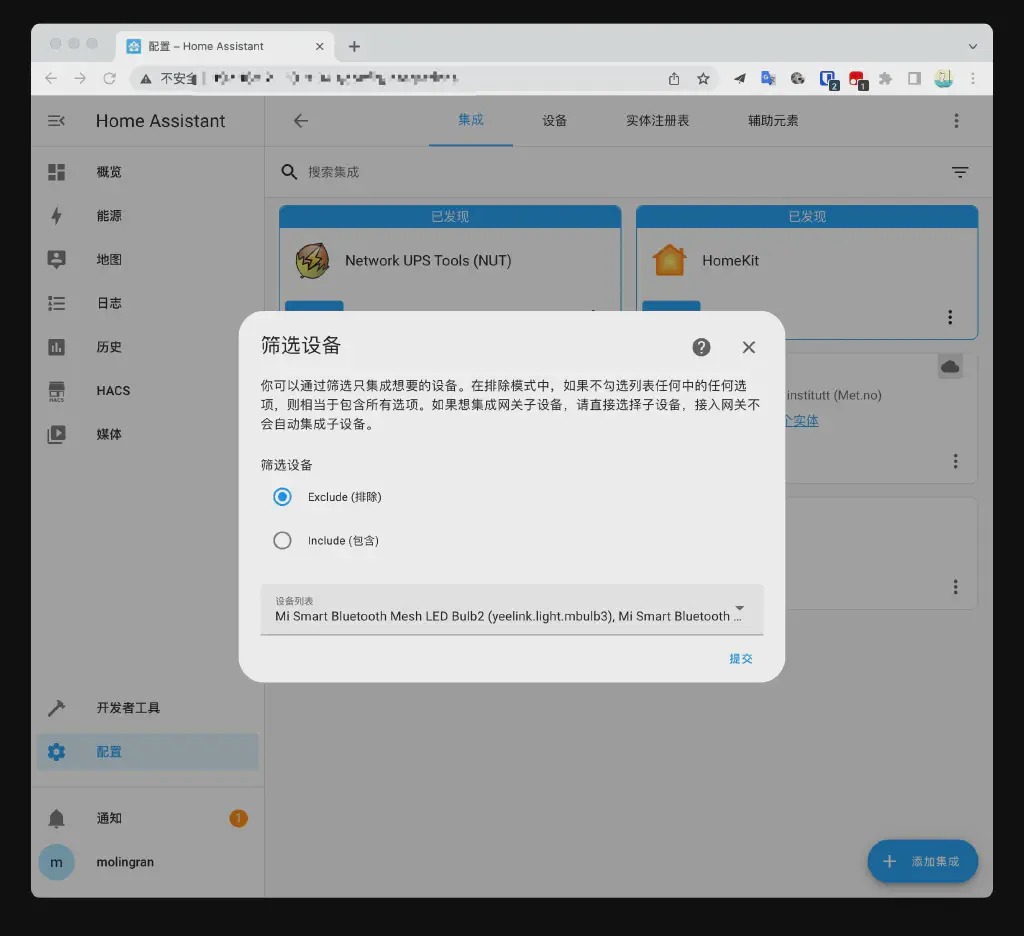 配置 – Home Assistant
不安全
2
1
Home Assistant
集成
设备
实体注册表
辅助元素
概览
搜索集成
能源
已发现
已发现
地图
Network UPS Tools (NUT)
HomeKit
日志
历史
筛选设备
你可以通过筛选只集成想要的设备。在排除模式中，如果不勾选列表任何中的任何选
项，则相当于包含所有选项。如果想集成网关子设备，请直接选择子设备，接入网关不
会自动集成子设备。
HACS
HACS
institutt (Met.no)
个实体
媒体
筛选设备
Exclude (排除)
Include (包含)
设备列表
Mi Smart Bluetooth Mesh LED Bulb2 (yeelink.light.mbulb3), Mi Smart Bluetooth ...
提交
开发者工具
配置
通知
1
m
molingran
添加集成